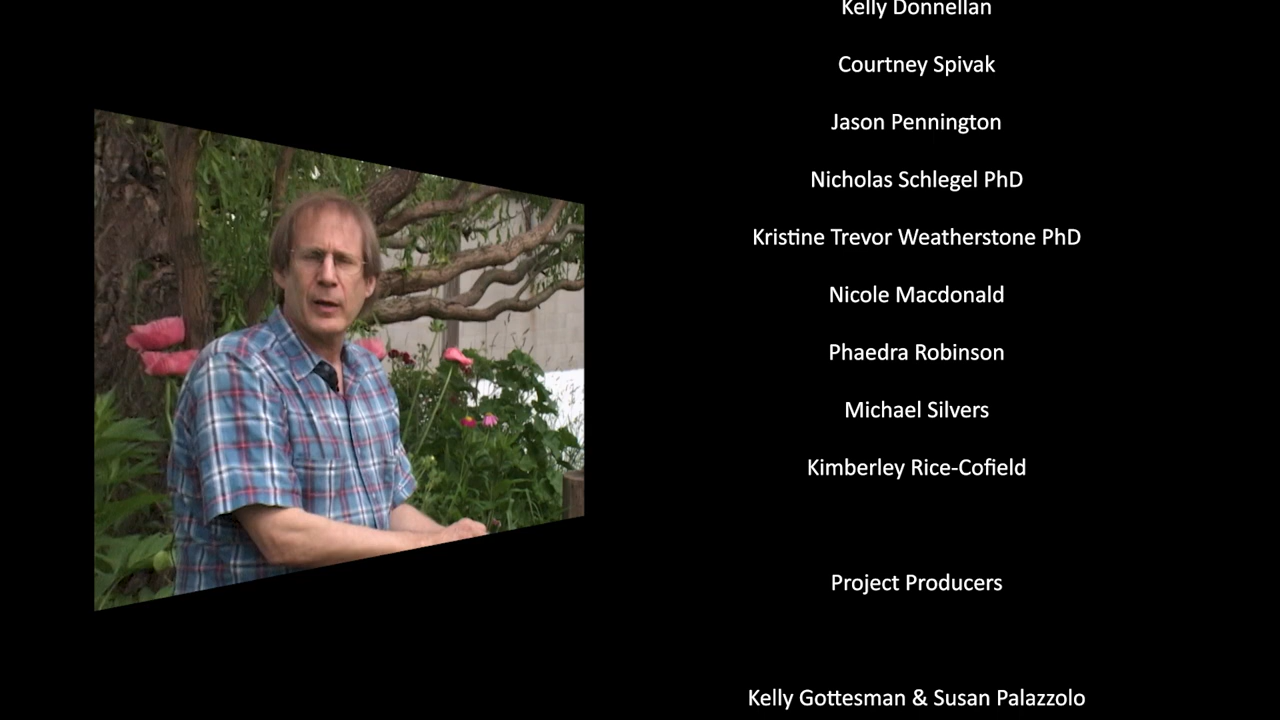 Kelly Donnellan
Courtney Spivak
Jason Pennington
Nicholas Schlegel PhD
Kristine Trevor Weatherstone PhD
Nicole Macdonald
Phaedra Robinson
Michael Silvers
Kimberley Rice-Cofield
Project Producers
Kelly Gottesman & Susan Palazzolo